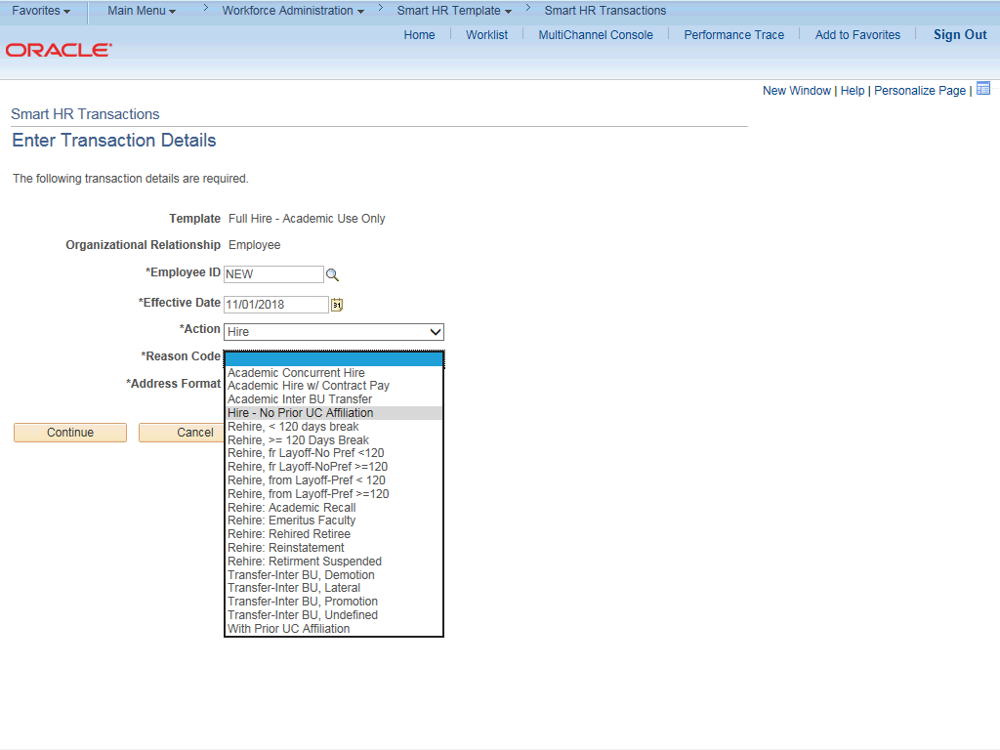 Favorites Main Menu > Workforce Administration > Smart HR Template > Smart HR Transactions
Home Worklist MultiChannel Console Performance Trace Add to Favorites Sign Out
ORACLE
New Window | Help | Personalize Page |
Smart HR Transactions
Enter Transaction Details
The following transaction details are required.
Template Full Hire - Academic Use Only
Organizational Relationship Employee
*Employee ID NEW
*Effective Date 11/01/2018 31
*Action Hire
*Reason Code
*Address Format
Continue Cancel
Academic Concurrent Hire
Academic Hire w/ Contract Pay
Academic Inter BU Transfer
Hire - No Prior UC Affiliation
Rehire, < 120 days break
Rehire, >= 120 Days Break
Rehire, fr Layoff-No Pref <120
Rehire, fr Layoff-NoPref >=120
Rehire, from Layoff-Pref < 120
Rehire, from Layoff-Pref >=120
Rehire: Academic Recall
Rehire: Emeritus Faculty
Rehire: Rehired Retiree
Rehire: Reinstatement
Rehire: Retirment Suspended
Transfer-Inter BU, Demotion
Transfer-Inter BU, Lateral
Transfer-Inter BU, Promotion
Transfer-Inter BU, Undefined
With Prior UC Affiliation